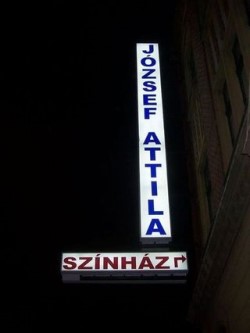 JÓZSEF ATTILA
SZÍNHÁZ